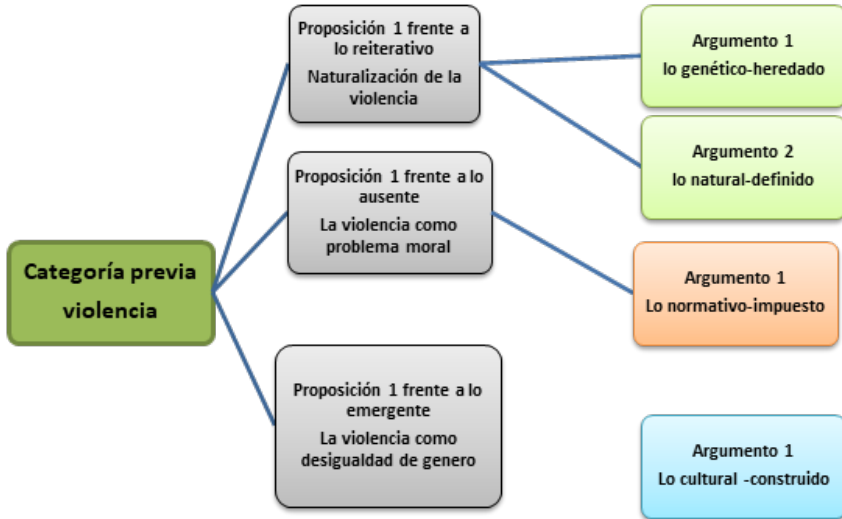 Categoría previa
violencia
Proposición 1 frente a
lo reiterativo
Naturalización de la
violencia
Proposición 1 frente a lo
ausente
La violencia como
problema moral
Proposición 1 frente a lo
emergente
La violencia como
desigualdad de genero
Argumento 1
lo genético-heredado
Argumento 2
lo natural-definido
Argumento 1
Lo normativo-impuesto
Argumento 1
Lo cultural -construido